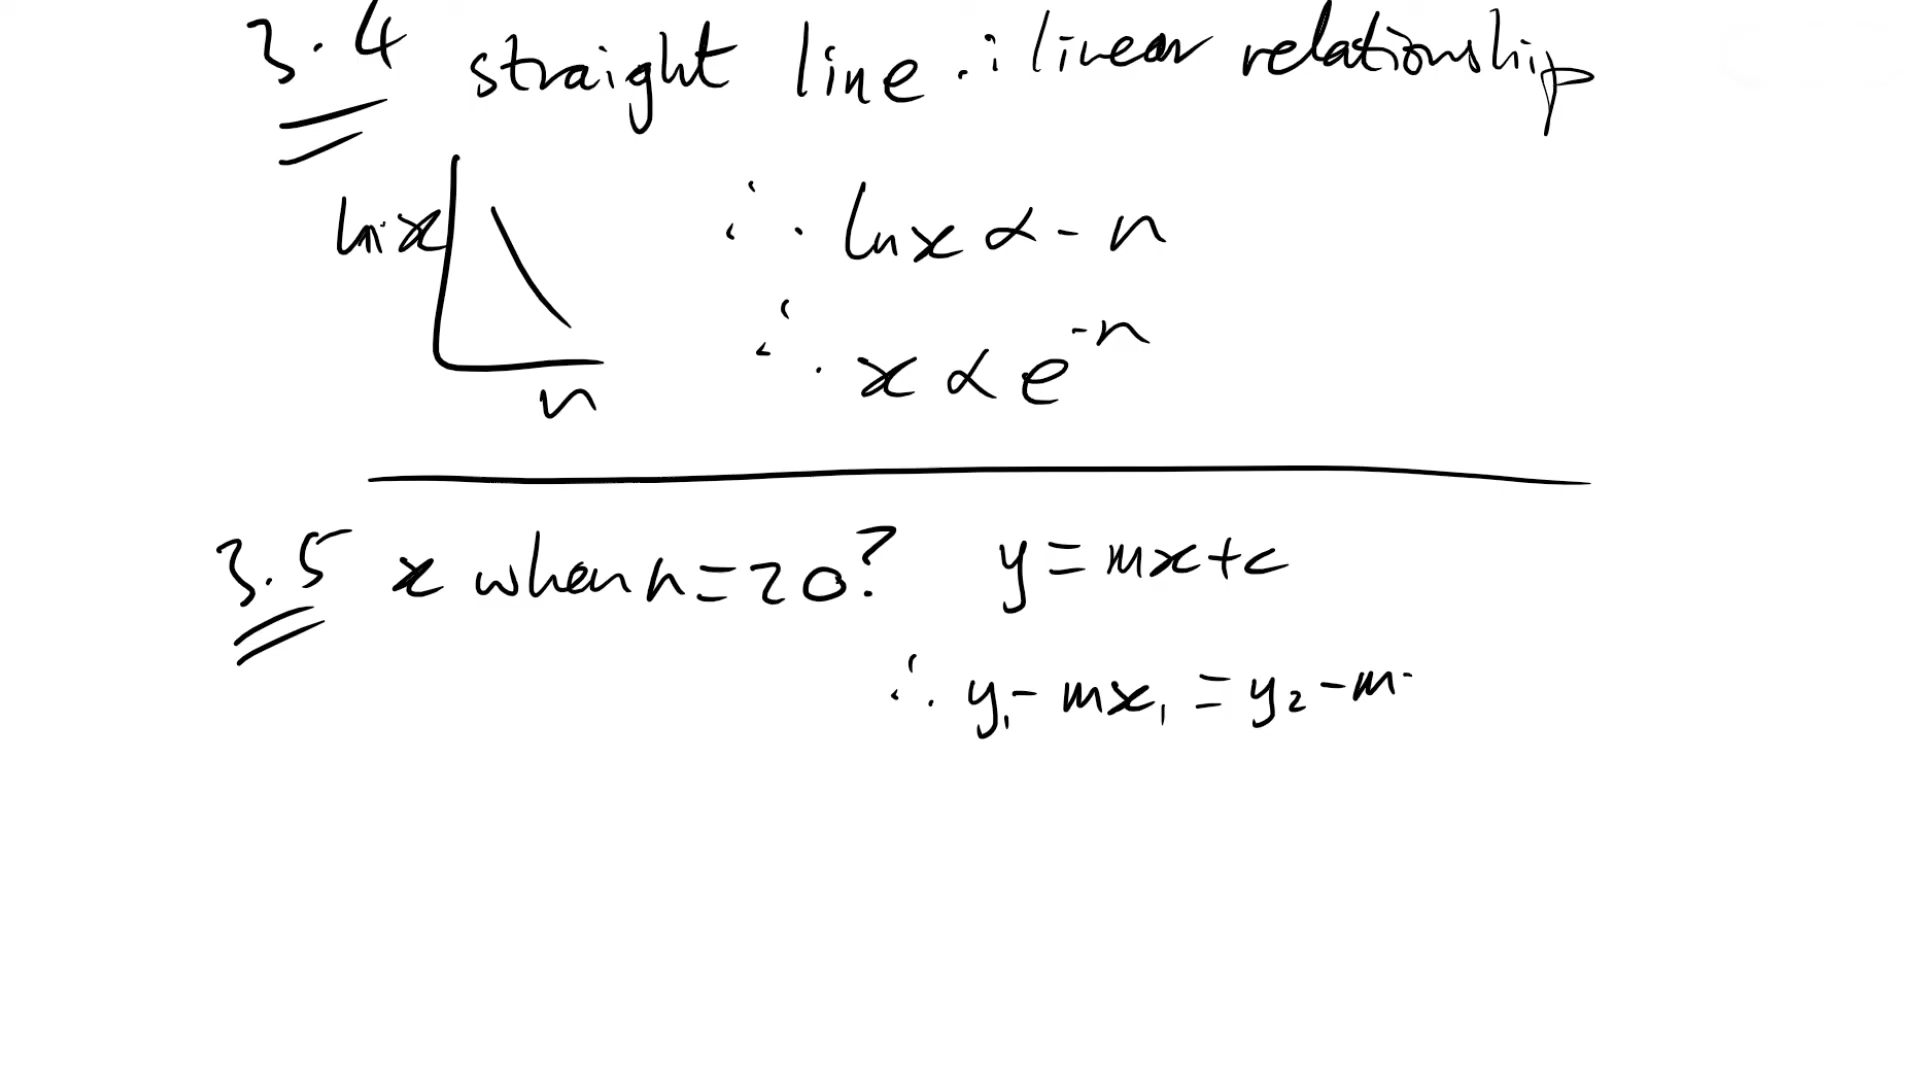 3.4 straight line ∴ linear relationship
ln x
∴ ln x ∝ - n
∴ x ∝ e⁻ⁿ
n
3.5 x when n = 20? y = mx + c
∴ y₁ - mx₁ = y₂ - m